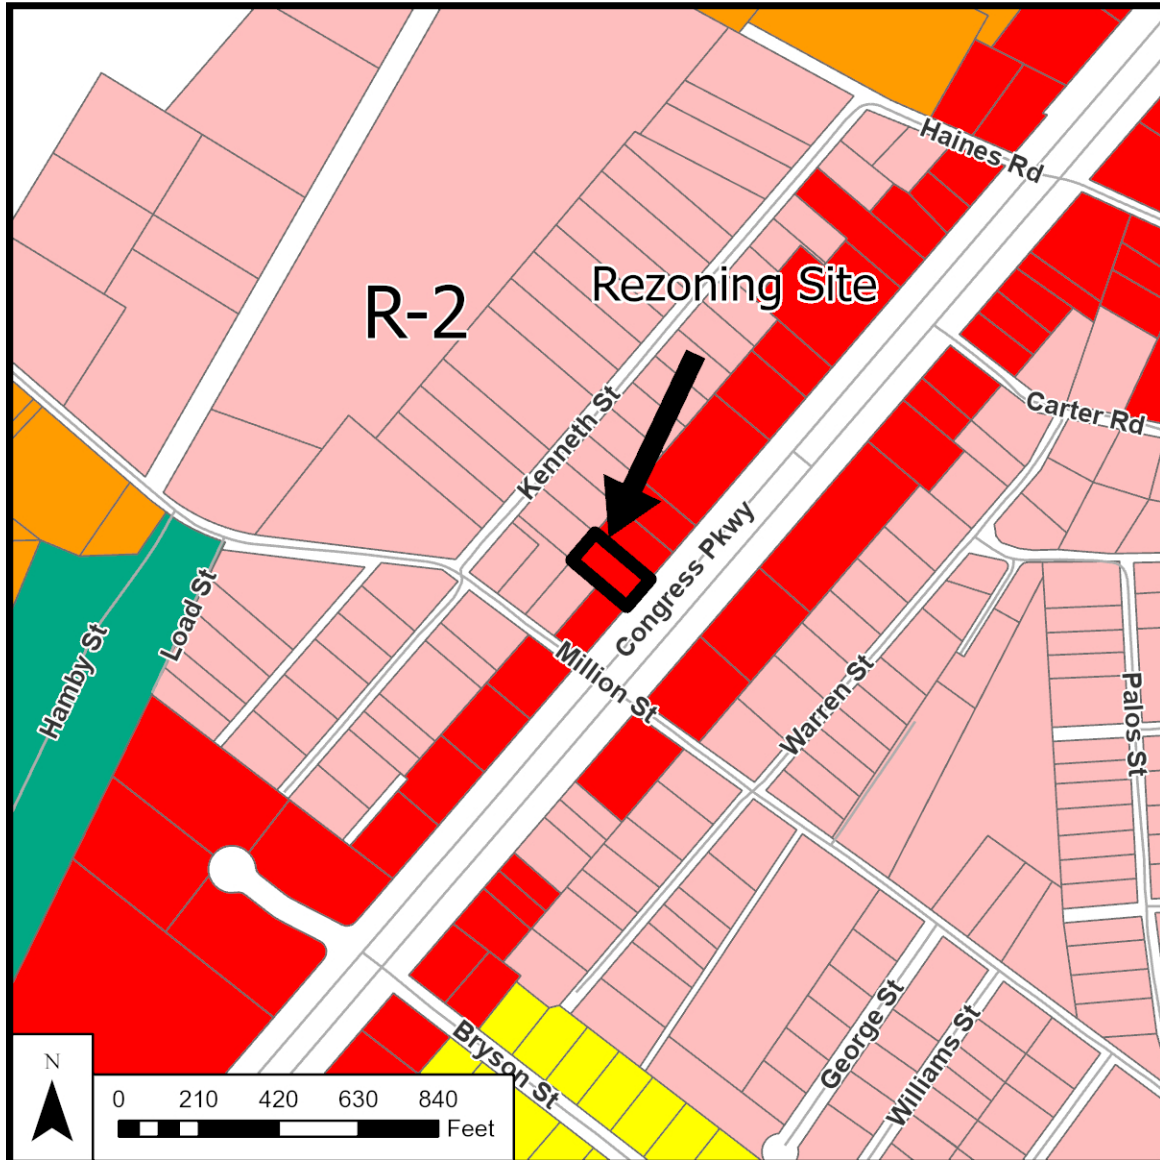 Haines Rd
Rezoning Site
R-2
Carter Rd
Kenneth St
Congress Pkwy
Load St
Hamby St
Million St
Warren St
Palos St
George St
Williams St
Bryson St
N
0 210 420 630 840
Feet